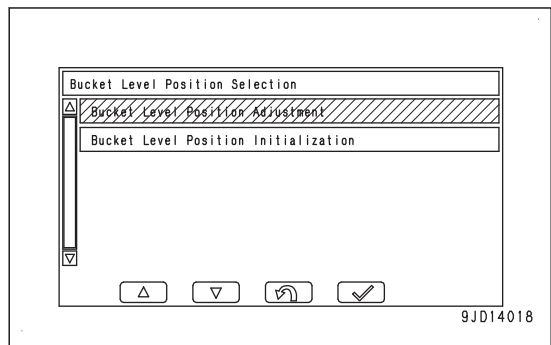 Bucket Level Position Selection
Bucket Level Position Adjustment
Bucket Level Position Initialization
9JD14018